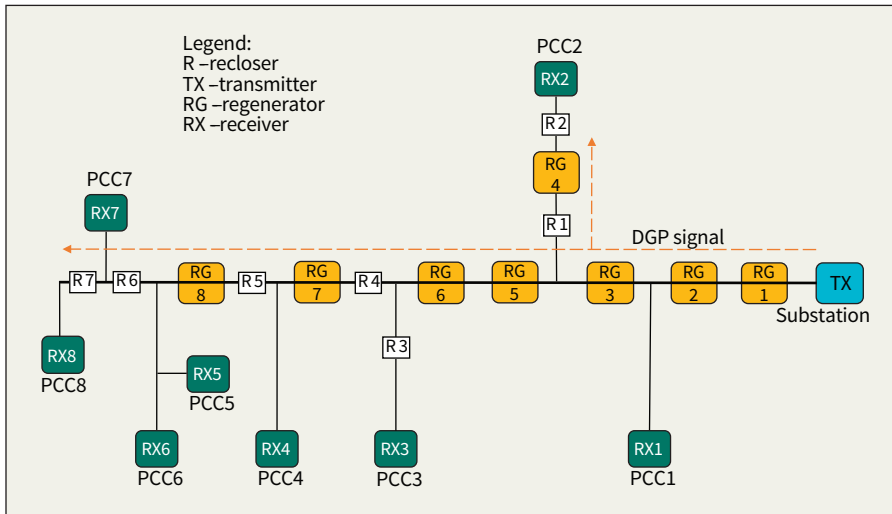 Legend:
R –recloser
TX –transmitter
RG –regenerator
RX –receiver
PCC2
RX2
R 2
RG
4
R 1
PCC7
RX7
DGP signal
R 7
R 6
RG
8
R 5
RG
7
R 4
RG
6
RG
5
RG
3
RG
2
RG
1
TX
Substation
RX8
PCC8
RX5
PCC5
R 3
RX6
PCC6
RX4
PCC4
RX3
PCC3
RX1
PCC1